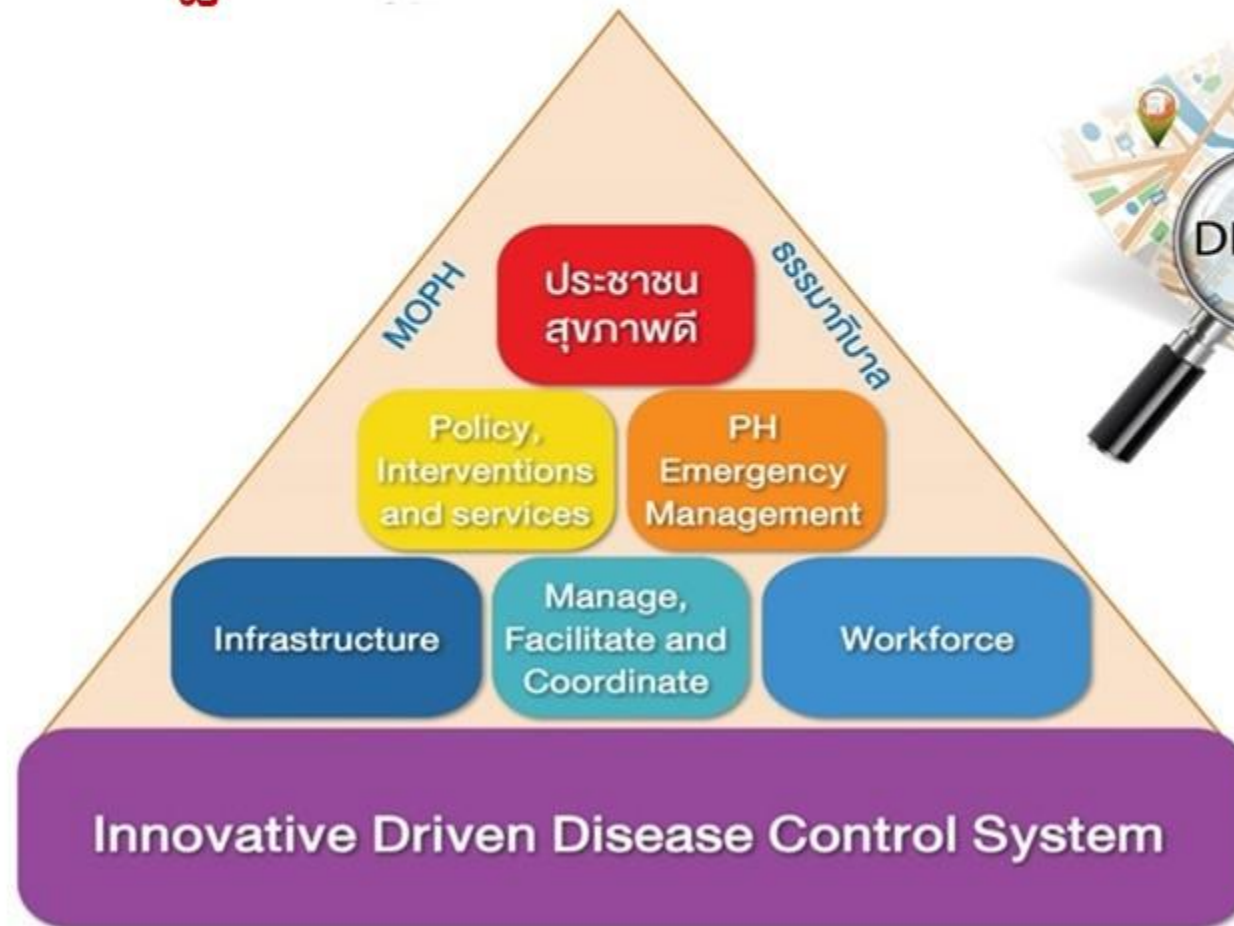 MOPH
ธรรมาภิบาล
ประชาชน
สุขภาพดี
Policy,
Interventions
and services
PH
Emergency
Management
Infrastructure
Manage,
Facilitate and
Coordinate
Workforce
Innovative Driven Disease Control System